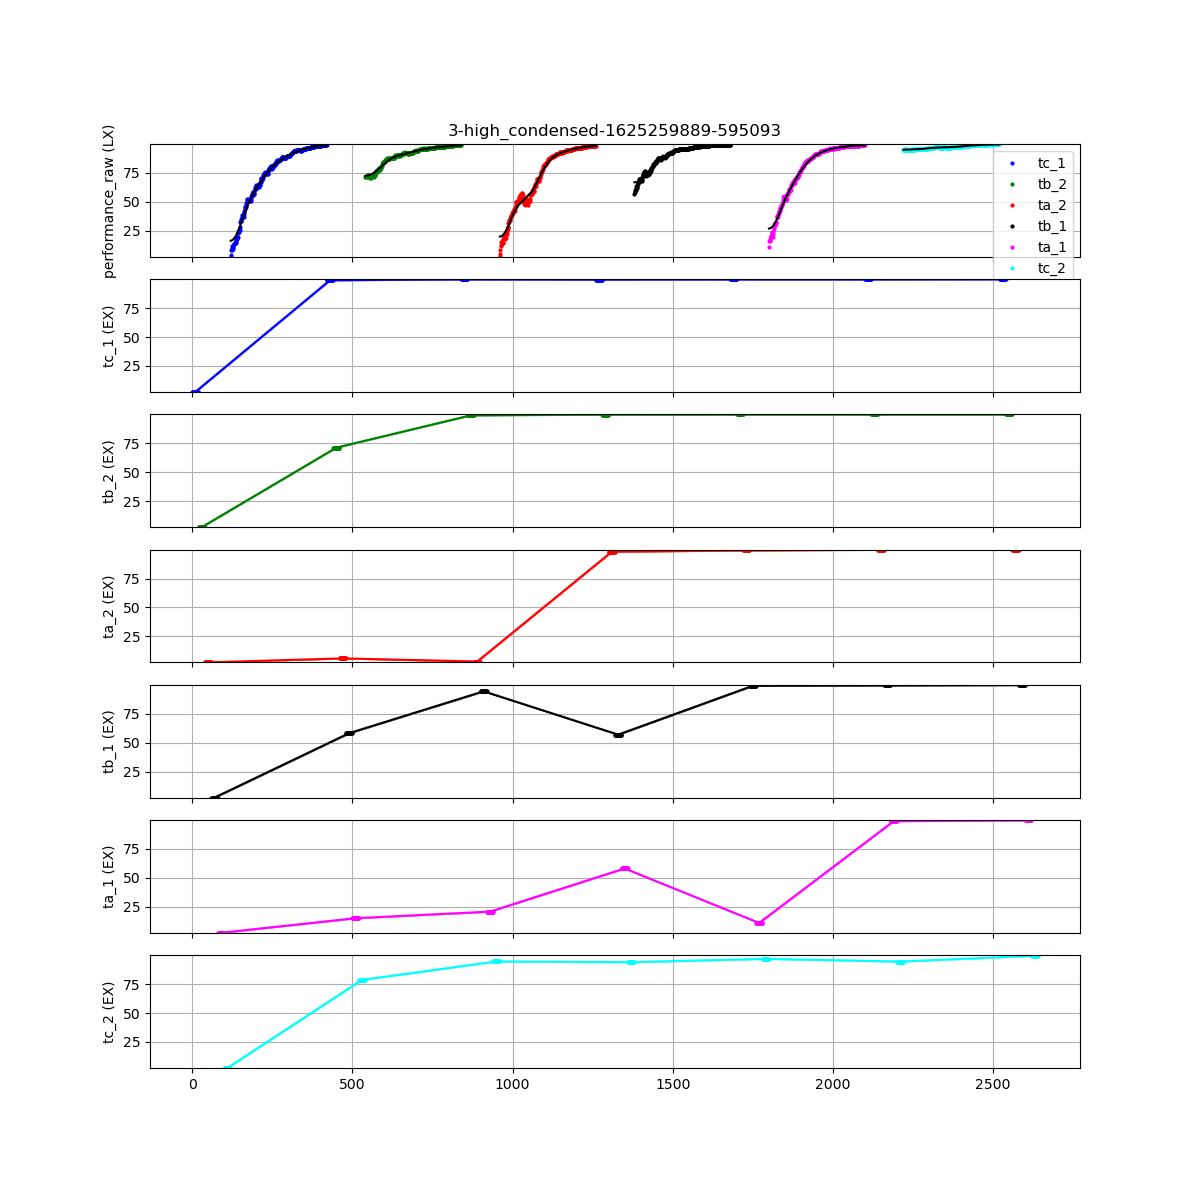 3-high_condensed-1625259889-595093
performance_raw (LX)
75
50
25
tc_1
tb_2
ta_2
tb_1
ta_1
tc_2
tc_1 (EX)
75
50
25
tb_2 (EX)
75
50
25
ta_2 (EX)
75
50
25
tb_1 (EX)
75
50
25
ta_1 (EX)
75
50
25
tc_2 (EX)
75
50
25
0 500 1000 1500 2000 2500